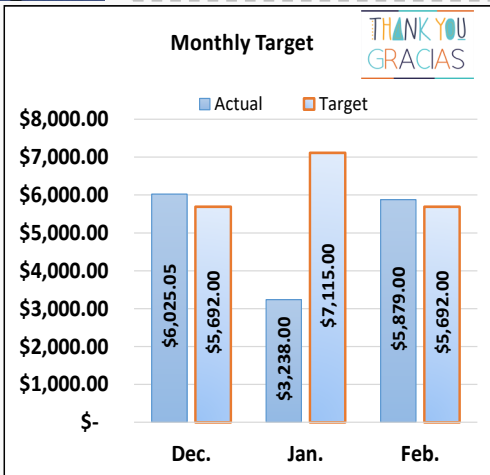 Monthly Target
THANK YOU
GRACIAS
Actual
Target
$8,000.00
$7,000.00
$6,000.00
$5,000.00
$4,000.00
$3,000.00
$2,000.00
$1,000.00
$-
$6,025.05
$5,692.00
$3,238.00
$7,115.00
$5,879.00
$5,692.00
Dec.
Jan.
Feb.